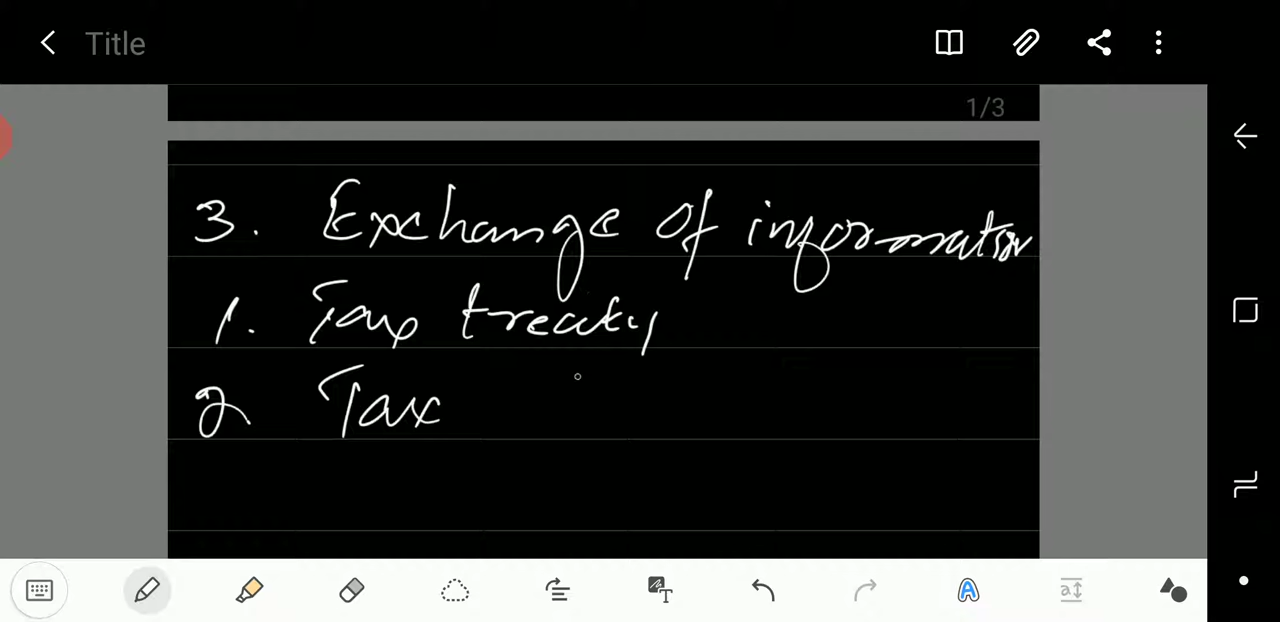 Title
1/3
3. Exchange of information
1. Tax treaty
2 Tax